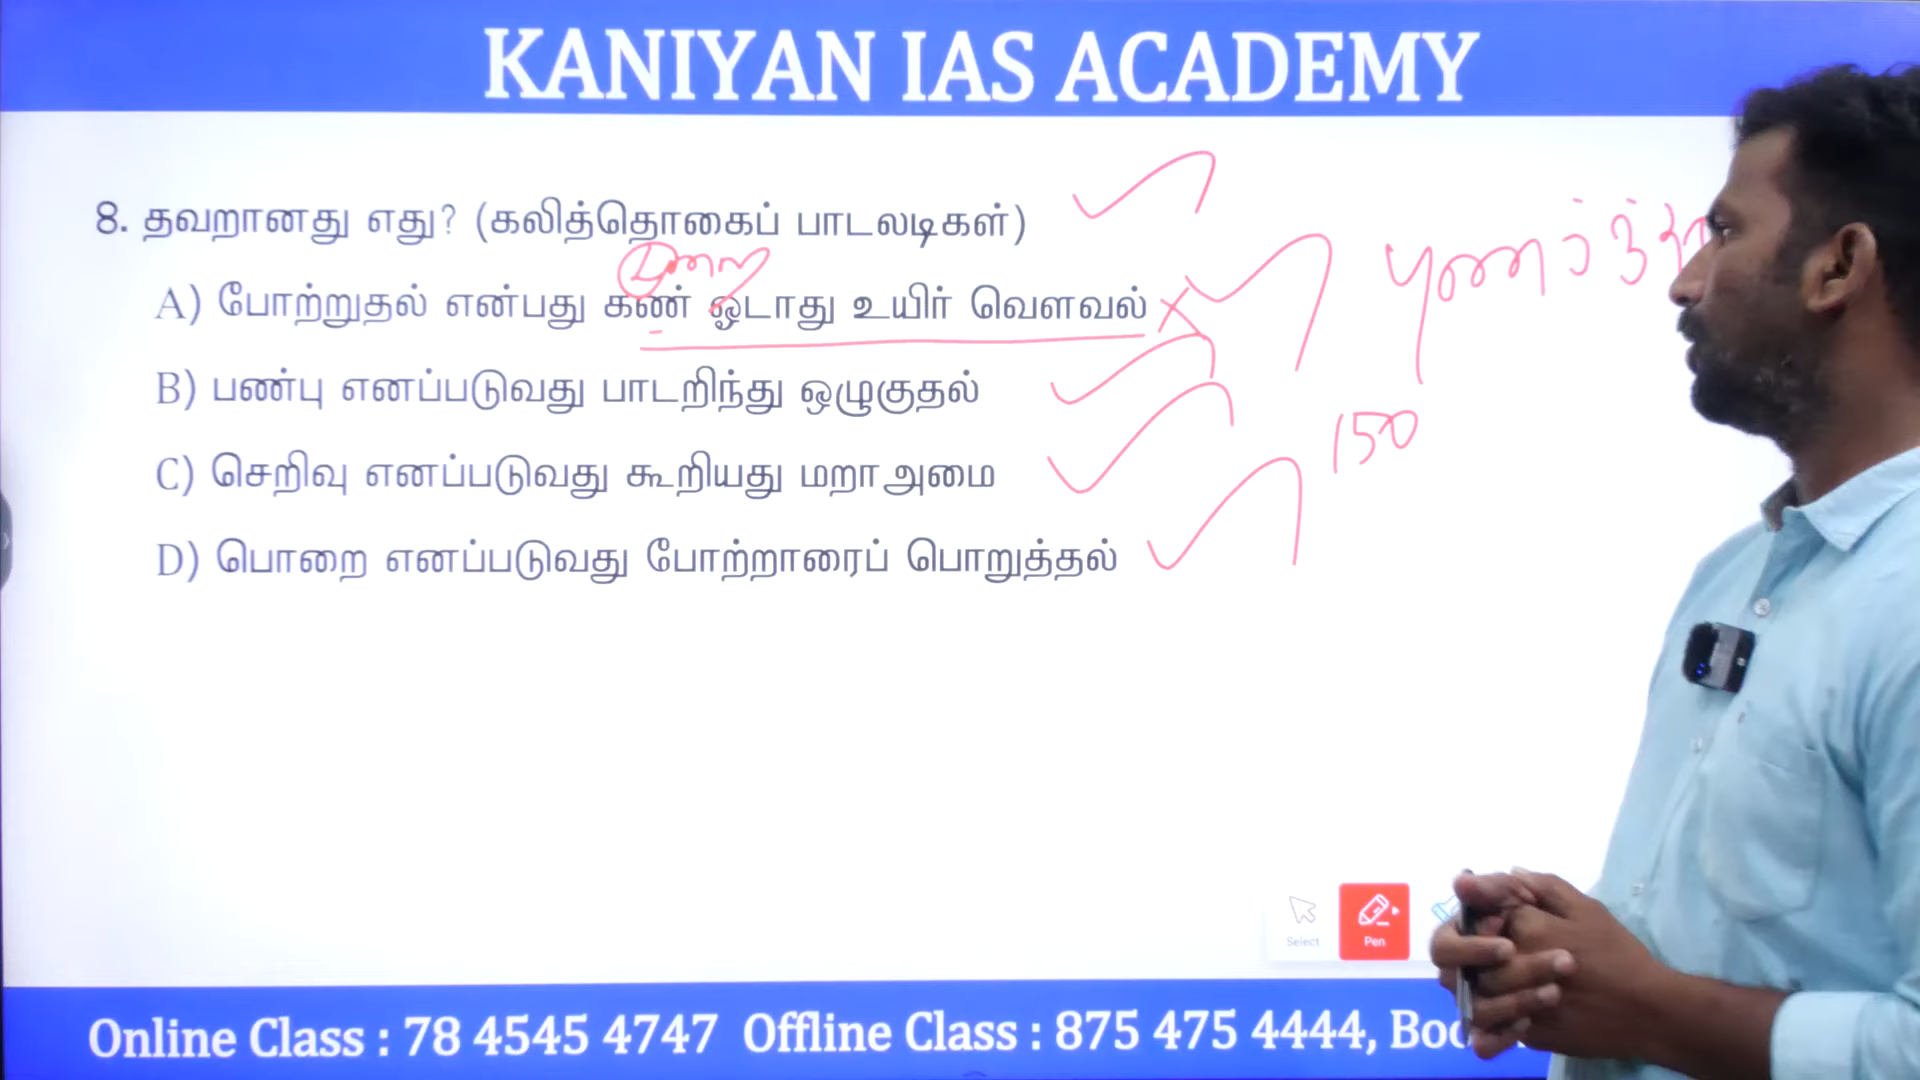 KANIYAN IAS ACADEMY
8. தவறானது எது? (கலித்தொகைப் பாடலடிகள்)
முறை
A) போற்றுதல் என்பது கண் ஓடாது உயிர் வௌவல்
B) பண்பு எனப்படுவது பாடறிந்து ஒழுகுதல்
C) செறிவு எனப்படுவது கூறியது மறாஅமை
150
D) பொறை எனப்படுவது போற்றாரைப் பொறுத்தல்
Select
Pen
Online Class : 78 4545 4747 Offline Class : 875 475 4444,